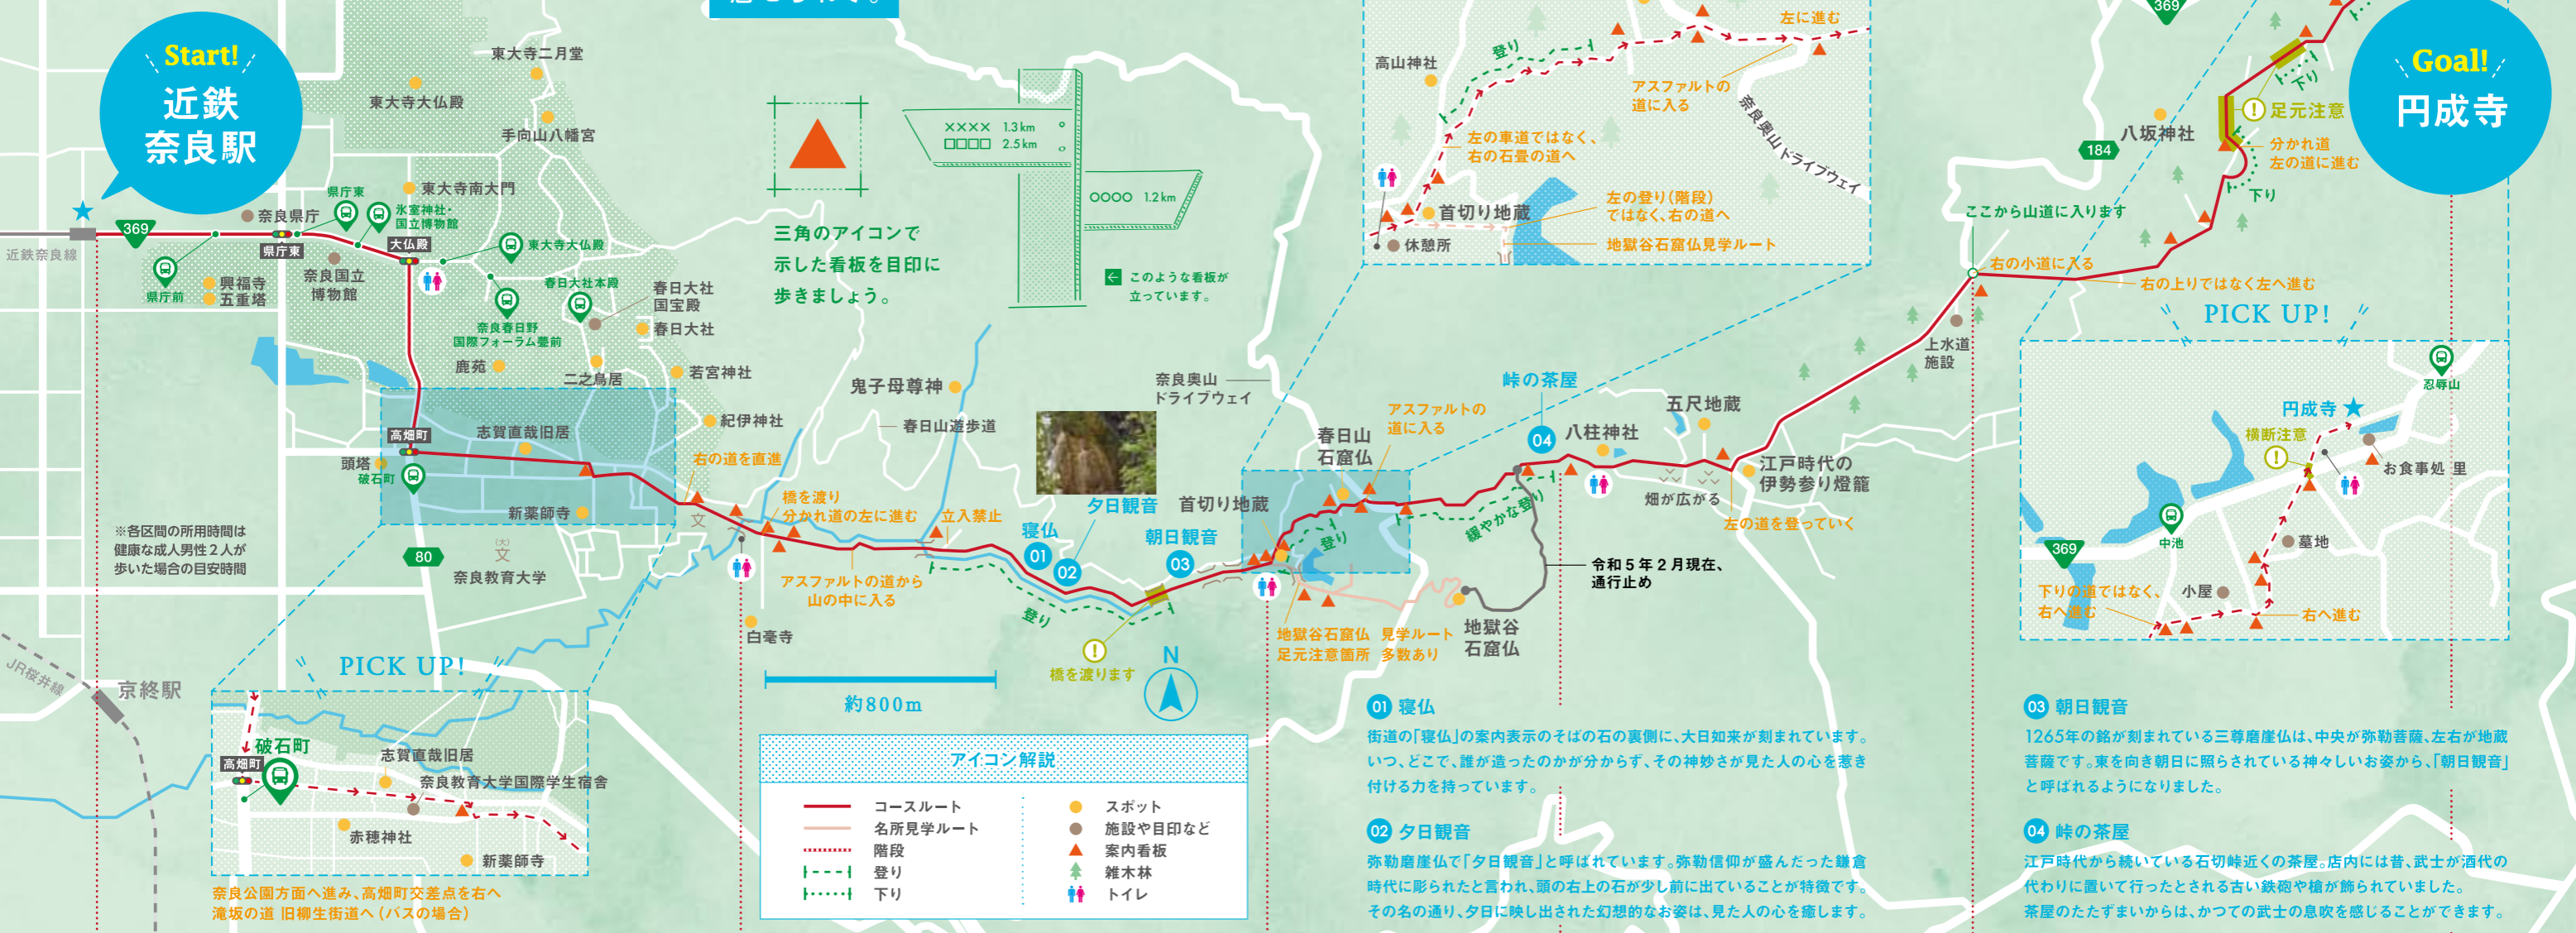 Start!
近鉄
奈良駅
Goal!
円成寺
東大寺二月堂
東大寺大仏殿
手向山八幡宮
東大寺南大門
奈良県庁
県庁東
氷室神社・
国立博物館
369
県庁東
大仏殿
東大寺大仏殿
近鉄奈良線
県庁前
興福寺
五重塔
奈良国立
博物館
奈良春日野
国際フォーラム甍前
春日大社本殿
春日大社
国宝殿
春日大社
鹿苑
二之鳥居
若宮神社
紀伊神社
高畑町
志賀直哉旧居
頭塔
破石町
新薬師寺
右の道を直進
※各区間の所用時間は
健康な成人男性2人が
歩いた場合の目安時間
80
(大)
文
奈良教育大学
文
JR桜井線
京終駅
××××　1.3km
□□□□　2.5km
○○○○　1.2km
三角のアイコンで
示した看板を目印に
歩きましょう。
このような看板が
立っています。
鬼子母尊神
春日山遊歩道
奈良奥山
ドライブウェイ
橋を渡り
分かれ道の左に進む
立入禁止
アスファルトの道から
山の中に入る
白毫寺
寝仏
01
夕日観音
02
朝日観音
03
登り
橋を渡ります
約800m
N
首切り地蔵
春日山
石窟仏
アスファルトの
道に入る
登り
緩やかな登り
地獄谷石窟仏 見学ルート
足元注意箇所 多数あり
地獄谷
石窟仏
令和5年2月現在、
通行止め
峠の茶屋
04
八柱神社
五尺地蔵
畑が広がる
江戸時代の
伊勢参り燈籠
左の道を登っていく
上水道
施設
ここから山道に入ります
右の小道に入る
右の上りではなく左へ進む
184
八坂神社
369
下り
足元注意
分かれ道
左の道に進む
下り
高山神社
登り
左に進む
アスファルトの
道に入る
奈良奥山ドライブウェイ
左の車道ではなく、
右の石畳の道へ
首切り地蔵
休憩所
左の登り(階段)
ではなく、右の道へ
地獄谷石窟仏見学ルート
PICK UP!
忍辱山
円成寺
横断注意
お食事処 里
中池
369
墓地
小屋
下りの道ではなく、
右へ進む
右へ進む
PICK UP!
破石町
高畑町
志賀直哉旧居
奈良教育大学国際学生宿舎
赤穂神社
新薬師寺
奈良公園方面へ進み、高畑町交差点を右へ
滝坂の道 旧柳生街道へ(バスの場合)
アイコン解説
コースルート
名所見学ルート
階段
登り
下り
スポット
施設や目印など
案内看板
雑木林
トイレ
01 寝仏
街道の「寝仏」の案内表示のそばの石の裏側に、大日如来が刻まれています。
いつ、どこで、誰が造ったのかが分からず、その神妙さが見た人の心を惹き
付ける力を持っています。
02 夕日観音
弥勒磨崖仏で「夕日観音」と呼ばれています。弥勒信仰が盛んだった鎌倉
時代に彫られたと言われ、頭の右上の石が少し前に出ていることが特徴です。
その名の通り、夕日に映し出された幻想的なお姿は、見た人の心を癒します。
03 朝日観音
1265年の銘が刻まれている三尊磨崖仏は、中央が弥勒菩薩、左右が地蔵
菩薩です。東を向き朝日に照らされている神々しいお姿から、「朝日観音」
と呼ばれるようになりました。
04 峠の茶屋
江戸時代から続いている石切峠近くの茶屋。店内には昔、武士が酒代の
代わりに置いて行ったとされる古い鉄砲や槍が飾られていました。
茶屋のたたずまいからは、かつての武士の息吹を感じることができます。